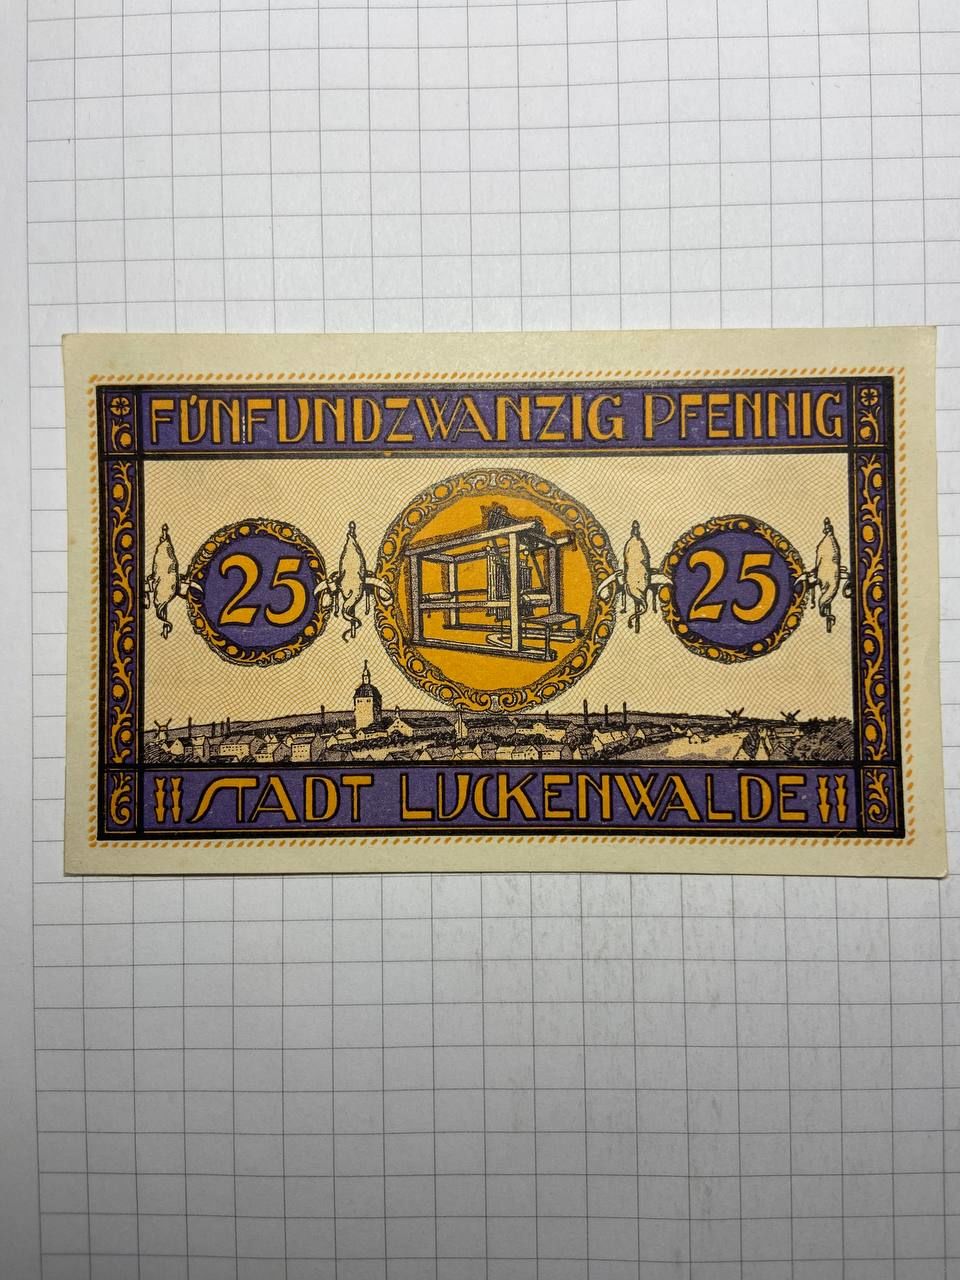 FÜNFUNDZWANZIG PFENNIG
25 25
STADT LUCKENWALDE